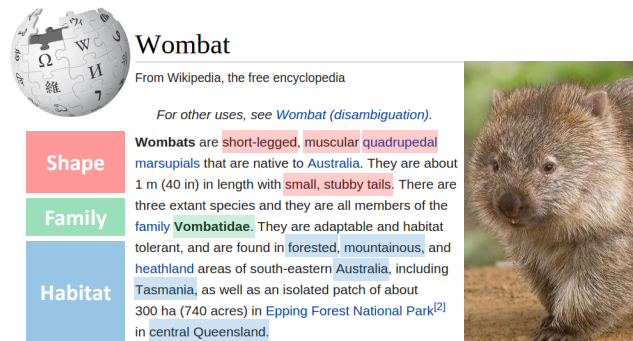 Wombat
From Wikipedia, the free encyclopedia
For other uses, see Wombat (disambiguation).
Shape
Family
Habitat
Wombats are short-legged, muscular quadrupedal
marsupials that are native to Australia. They are about
1 m (40 in) in length with small, stubby tails. There are
three extant species and they are all members of the
family Vombatidae. They are adaptable and habitat
tolerant, and are found in forested, mountainous, and
heathland areas of south-eastern Australia, including
Tasmania, as well as an isolated patch of about
300 ha (740 acres) in Epping Forest National Park[2]
in central Queensland.
Ω
W
И
維
7